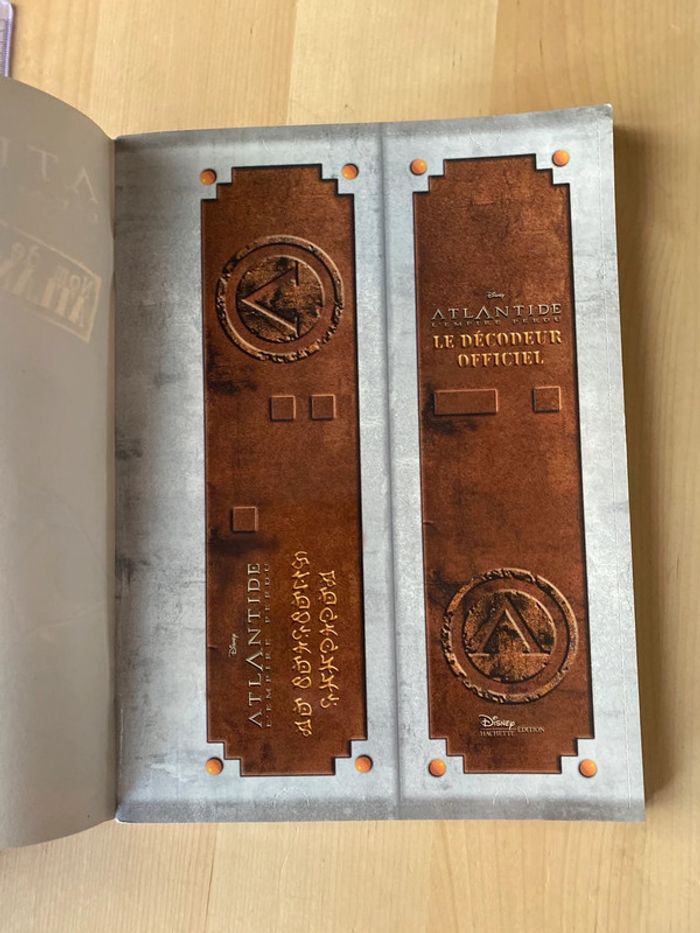 Disney
ATLANTIDE
L'EMPIRE PERDU
Disney
ATLANTIDE
L'EMPIRE PERDU
LE DÉCODEUR
OFFICIEL
Disney
HACHETTE ÉDITION